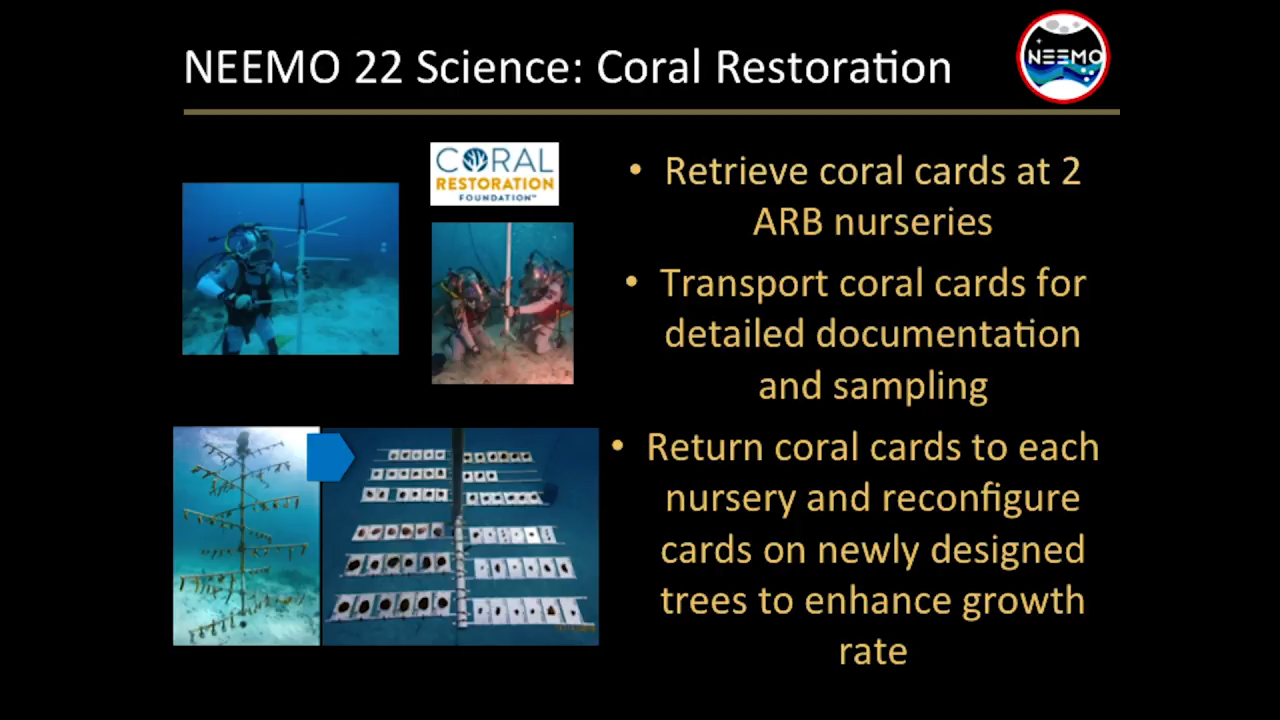 NEEMO 22 Science: Coral Restoration
NEEMO
CORAL
RESTORATION
FOUNDATION™
• Retrieve coral cards at 2
ARB nurseries
• Transport coral cards for
detailed documentation
and sampling
• Return coral cards to each
nursery and reconfigure
cards on newly designed
trees to enhance growth
rate